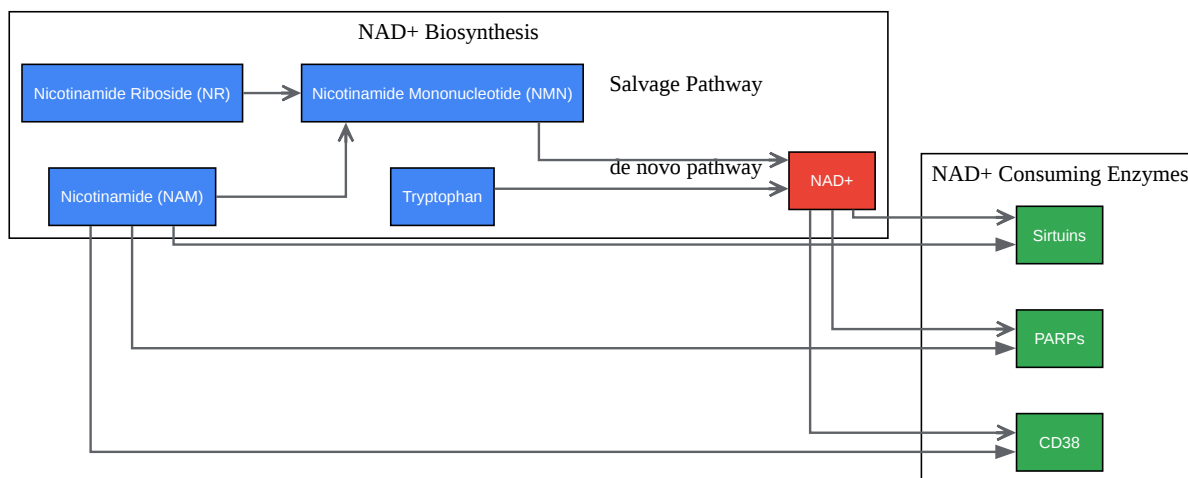 NAD+ Biosynthesis
Nicotinamide Riboside (NR)
Nicotinamide Mononucleotide (NMN)
Salvage Pathway
de novo pathway
NAD+
NAD+ Consuming Enzymes
Nicotinamide (NAM)
Tryptophan
Sirtuins
PARPs
CD38